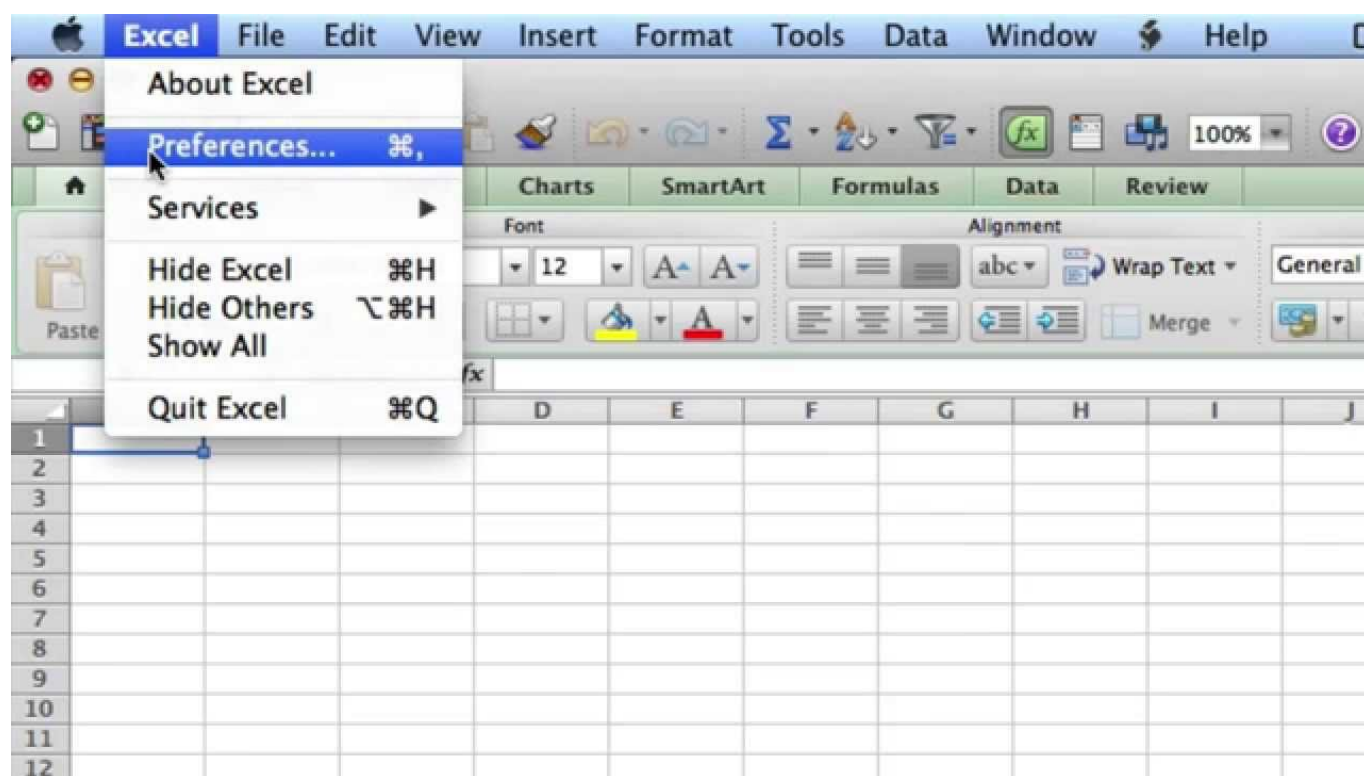 Excel File Edit View Insert Format Tools Data Window Help
About Excel
Preferences... ⌘,
Services
Hide Excel ⌘H
Hide Others ⌥⌘H
Show All
Quit Excel ⌘Q
100%
Charts SmartArt Formulas Data Review
Font Alignment
12 A A abc Wrap Text General
Paste A Merge
fx
D E F G H I J
1
2
3
4
5
6
7
8
9
10
11
12